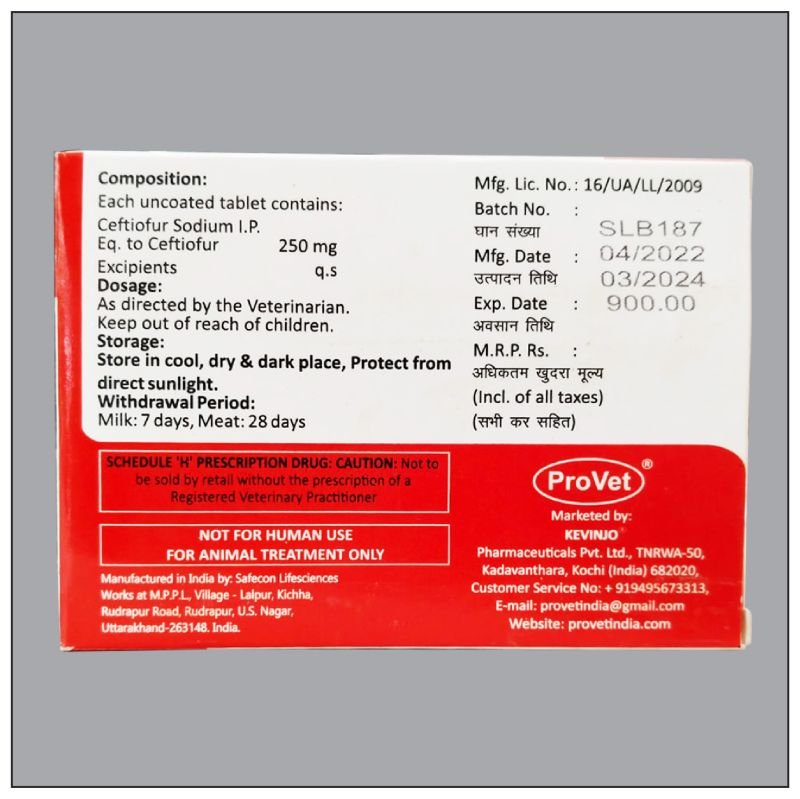 Composition:
Each uncoated tablet contains:
Ceftiofur Sodium I.P.
Eq. to Ceftiofur 250 mg
Excipients q.s
Dosage:
As directed by the Veterinarian.
Keep out of reach of children.
Storage:
Store in cool, dry & dark place, Protect from
direct sunlight.
Withdrawal Period:
Milk: 7 days, Meat: 28 days
Mfg. Lic. No.: 16/UA/LL/2009
Batch No. :
घान संख्या SLB187
Mfg. Date : 04/2022
उत्पादन तिथि 03/2024
Exp. Date : 900.00
अवसान तिथि
M.R.P. Rs. :
अधिकतम खुदरा मूल्य
(Incl. of all taxes)
(सभी कर सहित)
SCHEDULE 'H' PRESCRIPTION DRUG: CAUTION: Not to
be sold by retail without the prescription of a
Registered Veterinary Practitioner
NOT FOR HUMAN USE
FOR ANIMAL TREATMENT ONLY
Manufactured in India by: Safecon Lifesciences
Works at M.P.P.L, Village - Lalpur, Kichha,
Rudrapur Road, Rudrapur, U.S. Nagar,
Uttarakhand-263148. India.
ProVet®
Marketed by:
KEVINJO®
Pharmaceuticals Pvt. Ltd., TNRWA-50,
Kadavanthara, Kochi (India) 682020,
Customer Service No: + 919495673313,
E-mail: provetindia@gmail.com
Website: provetindia.com